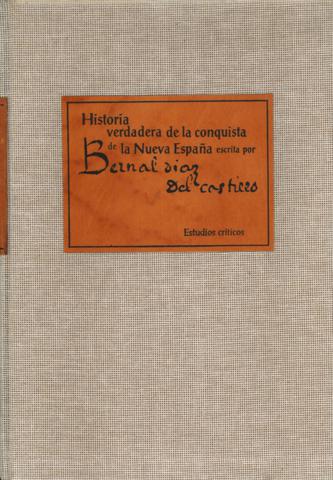 Historia
verdadera de la conquista
de la Nueva España escrita por
Bernal diaz
Del castillo
Estudios críticos